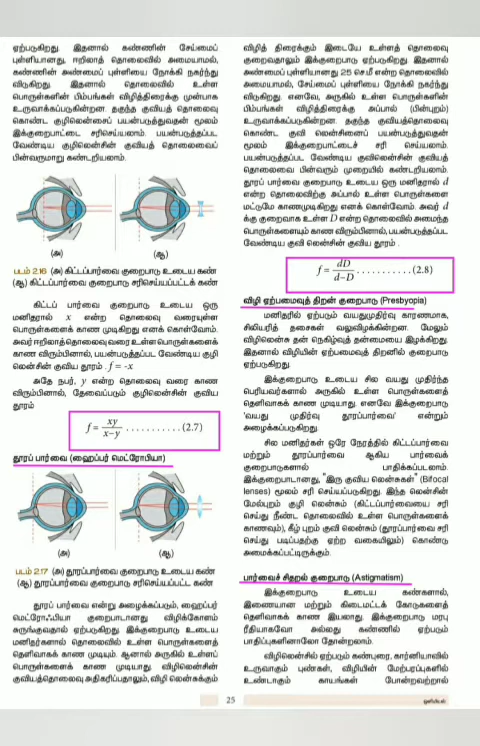 ஏற்படுகிறது. இதனால் கண்ணின் சேய்மைப்
புள்ளியானது, ஈறிலாத் தொலைவில் அமையாமல்,
கண்ணின் அண்மைப் புள்ளியை நோக்கி நகர்ந்து
விடுகிறது. இதனால் தொலைவில் உள்ள
பொருள்களின் பிம்பங்கள் விழித்திரைக்கு முன்பாக
உருவாக்கப்படுகின்றன. தகுந்த குவியத் தொலைவு
கொண்ட குழிலென்சைப் பயன்படுத்துவதன் மூலம்
இக்குறைபாட்டை சரிசெய்யலாம். பயன்படுத்தப்பட
வேண்டிய குழிலென்சின் குவியத் தொலைவைப்
பின்வருமாறு கண்டறியலாம்.
(அ) (ஆ)
படம் 2.16 (அ) கிட்டப்பார்வை குறைபாடு உடைய கண்
(ஆ) கிட்டப்பார்வை குறைபாடு சரிசெய்யப்பட்டக் கண்
கிட்டப் பார்வை குறைபாடு உடைய ஒரு
மனிதரால் x என்ற தொலைவு வரையுள்ள
பொருள்களைக் காண முடிகிறது எனக் கொள்வோம்.
அவர் ஈறிலாத்தொலைவு வரை உள்ள பொருள்களைக்
காண விரும்பினால், பயன்படுத்தப்பட வேண்டிய குழி
லென்சின் குவிய தூரம் . f = -x
அதே நபர், y என்ற தொலைவு வரை காண
விரும்பினால், தேவைப்படும் குழிலென்சின் குவிய
தூரம்
f = xy / x–y . . . . . . . . . . . (2.7)
தூரப் பார்வை (ஹைப்பர் மெட்ரோபியா)
(அ) (ஆ)
படம் 2.17 (அ) தூரப்பார்வை குறைபாடு உடைய கண்
(ஆ) தூரப்பார்வை குறைபாடு சரிசெய்யப்பட்ட கண்
தூரப் பார்வை என்று அழைக்கப்படும், ஹைபர்
மெட்ரோஃபியா குறைபாடானது விழிக்கோளம்
சுருங்குவதால் ஏற்படுகிறது. இக்குறைபாடு உடைய
மனிதர்களால் தொலைவில் உள்ள பொருள்களைத்
தெளிவாகக் காண முடியும். ஆனால் அருகில் உள்ளப்
பொருள்களைக் காண முடியாது. விழிலென்சின்
குவியத்தொலைவு அதிகரிப்பதாலும், விழி லென்சுக்கும்
விழித் திரைக்கும் இடையே உள்ளத் தொலைவு
குறைவதாலும் இக்குறைபாடு ஏற்படுகிறது. இதனால்
அண்மைப் புள்ளியானது 25 செ.மீ என்ற தொலைவில்
அமையாமல், சேய்மைப் புள்ளியை நோக்கி நகர்ந்து
விடுகிறது. எனவே, அருகில் உள்ள பொருள்களின்
பிம்பங்கள் விழித்திரைக்கு அப்பால் (பின்புறம்)
உருவாக்கப்படுகின்றன. தகுந்த குவியத்தொலைவு
கொண்ட குவி லென்சினைப் பயன்படுத்துவதன்
மூலம் இக்குறைபாட்டைச் சரி செய்யலாம்.
பயன்படுத்தப்பட வேண்டிய குவிலென்சின் குவியத்
தொலைவை பின்வரும் முறையில் கண்டறியலாம்.
தூரப் பார்வை குறைபாடு உடைய ஒரு மனிதரால் d
என்ற தொலைவிற்கு அப்பால் உள்ள பொருள்களை
மட்டுமே காணமுடிகிறது எனக் கொள்வோம். அவர் d
க்கு குறைவாக உள்ள D என்ற தொலைவில் அமைந்த
பொருள்களையும் காண விரும்பினால், பயன்படுத்தப்பட
வேண்டிய குவி லென்சின் குவிய தூரம் .
f = dD / d–D . . . . . . . . . . . (2.8)
விழி ஏற்பமைவுத் திறன் குறைபாடு (Presbyopia)
மனிதரில் ஏற்படும் வயதுமுதிர்வு காரணமாக,
சிலியரித் தசைகள் வலுவிழக்கின்றன. மேலும்
விழிலென்சு தன் நெகிழ்வுத் தன்மையை இழக்கிறது.
இதனால் விழியின் ஏற்பமைவுத் திறனில் குறைபாடு
ஏற்படுகிறது.
இக்குறைபாடு உடைய சில வயது முதிர்ந்த
பெரியவர்களால் அருகில் உள்ள பொருள்களைத்
தெளிவாகக் காண முடியாது. எனவே இக்குறைபாடு
'வயது முதிர்வு தூரப்பார்வை' என்றும்
அழைக்கப்படுகிறது.
சில மனிதர்கள் ஒரே நேரத்தில் கிட்டப்பார்வை
மற்றும் தூரப்பார்வை ஆகிய பார்வைக்
குறைபாடுகளால் பாதிக்கப்படலாம்.
இக்குறைபாடானது, "இரு குவிய லென்சுகள்" (Bifocal
lenses) மூலம் சரி செய்யப்படுகிறது. இந்த லென்சின்
மேல்புறம் குழி லென்சும் (கிட்டப்பார்வையை சரி
செய்து நீண்ட தொலைவில் உள்ள பொருள்களைக்
காணவும்), கீழ் புறம் குவி லென்சும் (தூரப்பார்வை சரி
செய்து படிப்பதற்கு ஏற்ற வகையிலும்) கொண்டு
அமைக்கப்பட்டிருக்கும்.
பார்வைச் சிதறல் குறைபாடு (Astigmatism)
இக்குறைபாடு உடைய கண்களால்,
இணையான மற்றும் கிடைமட்டக் கோடுகளைத்
தெளிவாகக் காண இயலாது. இக்குறைபாடு மரபு
ரீதியாகவோ அல்லது கண்ணில் ஏற்படும்
பாதிப்புகளினாலோ தோன்றலாம்.
விழிலென்சில் ஏற்படும் கண்புரை, கார்னியாவில்
உருவாகும் புண்கள், விழியின் மேற்பரப்புகளில்
உண்டாகும் காயங்கள் போன்றவற்றால்
25 ஒளியியல்